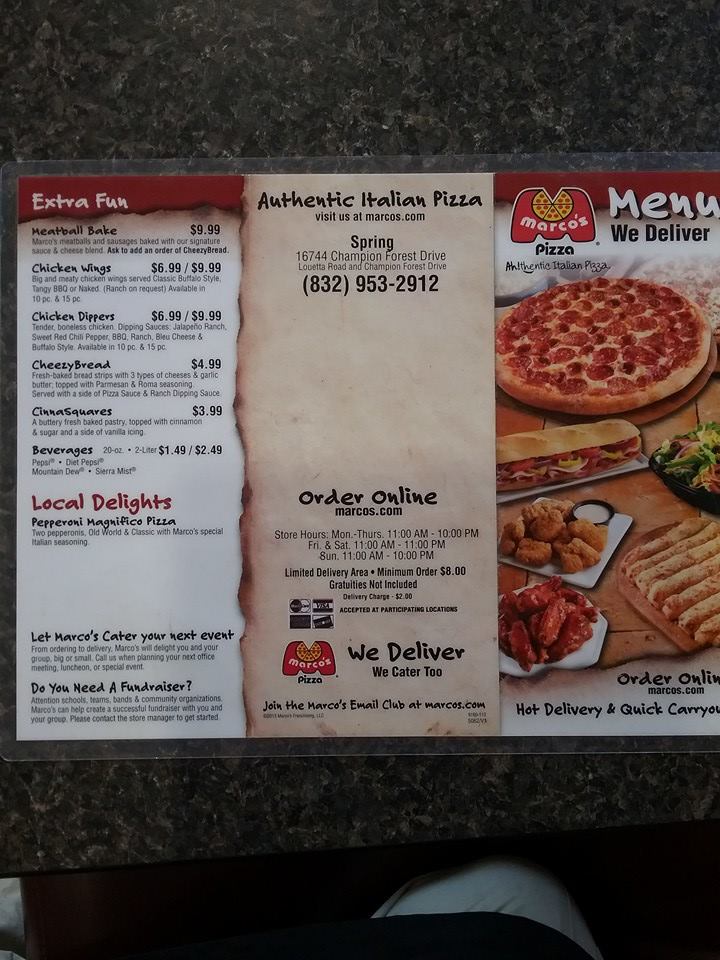 Extra Fun
Meatball Bake $9.99
Marco's meatballs and sausages baked with our signature
sauce & cheese blend. Ask to add an order of CheezyBread.
Chicken Wings $6.99 / $9.99
Big and meaty chicken wings served Classic Buffalo Style,
Tangy BBQ or Naked. (Ranch on request) Available in
10 pc. & 15 pc.
Chicken Dippers $6.99 / $9.99
Tender, boneless chicken. Dipping Sauces: Jalapeño Ranch,
Sweet Red Chili Pepper, BBQ, Ranch, Bleu Cheese &
Buffalo Style. Available in 10 pc. & 15 pc.
CheezyBread $4.99
Fresh-baked bread strips with 3 types of cheeses & garlic
butter; topped with Parmesan & Roma seasoning.
Served with a side of Pizza Sauce & Ranch Dipping Sauce.
CinnaSquares $3.99
A buttery fresh baked pastry, topped with cinnamon
& sugar and a side of vanilla icing.
Beverages 20-oz. • 2-Liter $1.49 / $2.49
Pepsi® • Diet Pepsi®
Mountain Dew® • Sierra Mist®
Local Delights
Pepperoni Magnifico Pizza
Two pepperonis, Old World & Classic with Marco's special
Italian seasoning.
Let Marco's Cater your next event
From ordering to delivery, Marco's will delight you and your
group, big or small. Call us when planning your next office
meeting, luncheon, or special event.
Do You Need A Fundraiser?
Attention schools, teams, bands & community organizations.
Marco's can help create a successful fundraiser with you and
your group. Please contact the store manager to get started.
Authentic Italian Pizza
visit us at marcos.com
Spring
16744 Champion Forest Drive
Louetta Road and Champion Forest Drive
(832) 953-2912
Order Online
marcos.com
Store Hours: Mon.-Thurs. 11:00 AM - 10:00 PM
Fri. & Sat. 11:00 AM - 11:00 PM
Sun. 11:00 AM - 10:00 PM
Limited Delivery Area • Minimum Order $8.00
Gratuities Not Included
Delivery Charge - $2.00
VISA
ACCEPTED AT PARTICIPATING LOCATIONS
marco's
Pizza
We Deliver
We Cater Too
Join the Marco's Email Club at marcos.com
marco's
Pizza
Ah!thentic Italian Pizza
Menu
We Deliver
Order Onlin
marcos.com
Hot Delivery & Quick Carryou